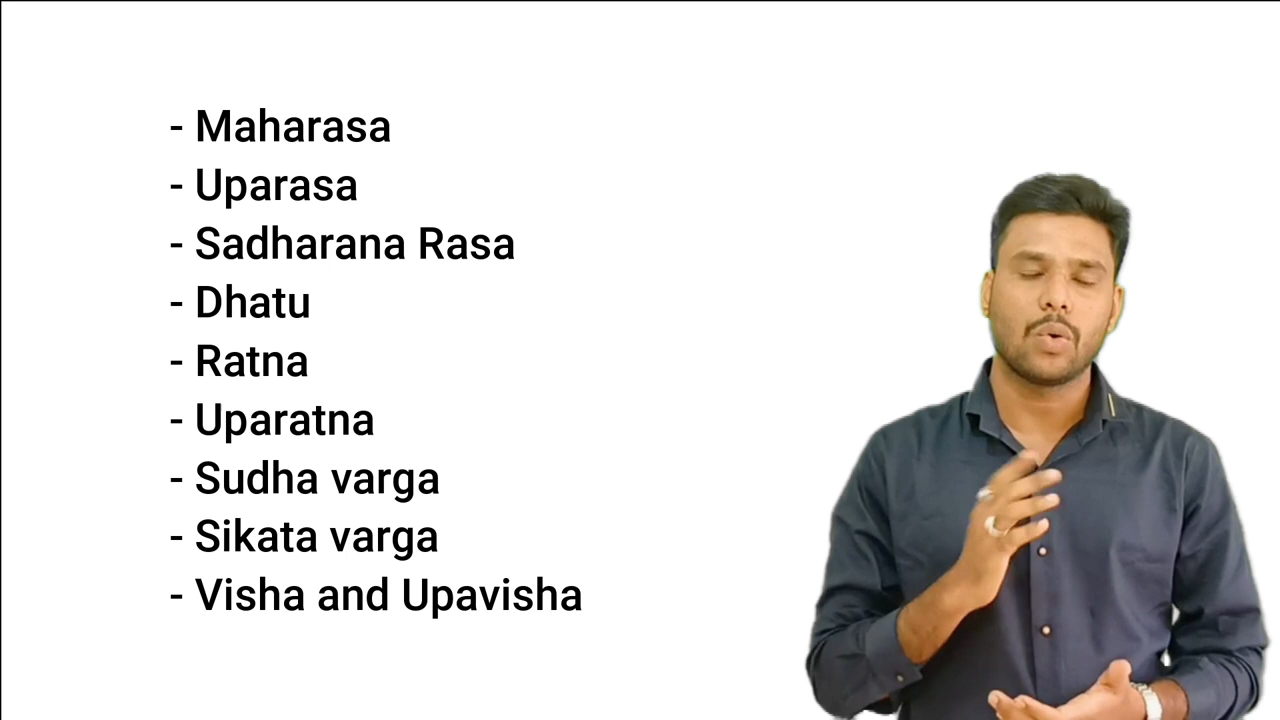 - Maharasa
- Uparasa
- Sadharana Rasa
- Dhatu
- Ratna
- Uparatna
- Sudha varga
- Sikata varga
- Visha and Upavisha